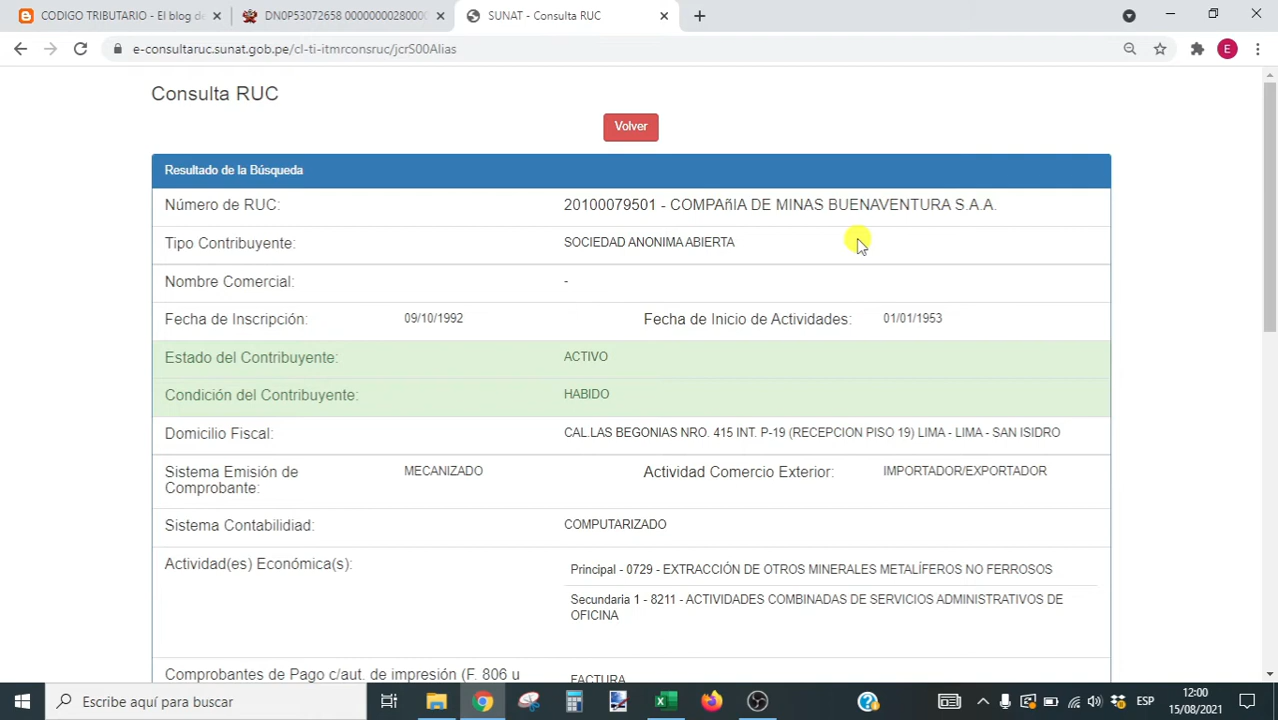 CODIGO TRIBUTARIO - El blog de
DN0P53072658 00000000280000
SUNAT - Consulta RUC
e-consultaruc.sunat.gob.pe/cl-ti-itmrconsruc/jcrS00Alias
E
Consulta RUC
Volver
Resultado de la Búsqueda
Número de RUC: 20100079501 - COMPAñIA DE MINAS BUENAVENTURA S.A.A.
Tipo Contribuyente: SOCIEDAD ANONIMA ABIERTA
Nombre Comercial: -
Fecha de Inscripción: 09/10/1992 Fecha de Inicio de Actividades: 01/01/1953
Estado del Contribuyente: ACTIVO
Condición del Contribuyente: HABIDO
Domicilio Fiscal: CAL.LAS BEGONIAS NRO. 415 INT. P-19 (RECEPCION PISO 19) LIMA - LIMA - SAN ISIDRO
Sistema Emisión de
Comprobante: MECANIZADO Actividad Comercio Exterior: IMPORTADOR/EXPORTADOR
Sistema Contabilidiad: COMPUTARIZADO
Actividad(es) Económica(s): Principal - 0729 - EXTRACCIÓN DE OTROS MINERALES METALÍFEROS NO FERROSOS
Secundaria 1 - 8211 - ACTIVIDADES COMBINADAS DE SERVICIOS ADMINISTRATIVOS DE
OFICINA
Comprobantes de Pago c/aut. de impresión (F. 806 u FACTURA
Escribe aquí para buscar
ESP
12:00
15/08/2021